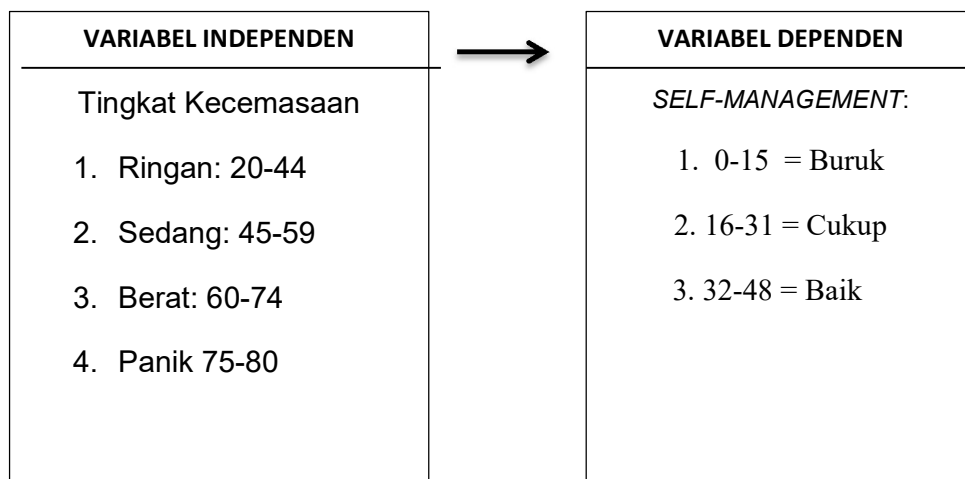 VARIABEL INDEPENDEN
Tingkat Kecemasaan
1. Ringan: 20-44
2. Sedang: 45-59
3. Berat: 60-74
4. Panik 75-80
VARIABEL DEPENDEN
SELF-MANAGEMENT:
1. 0-15 = Buruk
2. 16-31 = Cukup
3. 32-48 = Baik